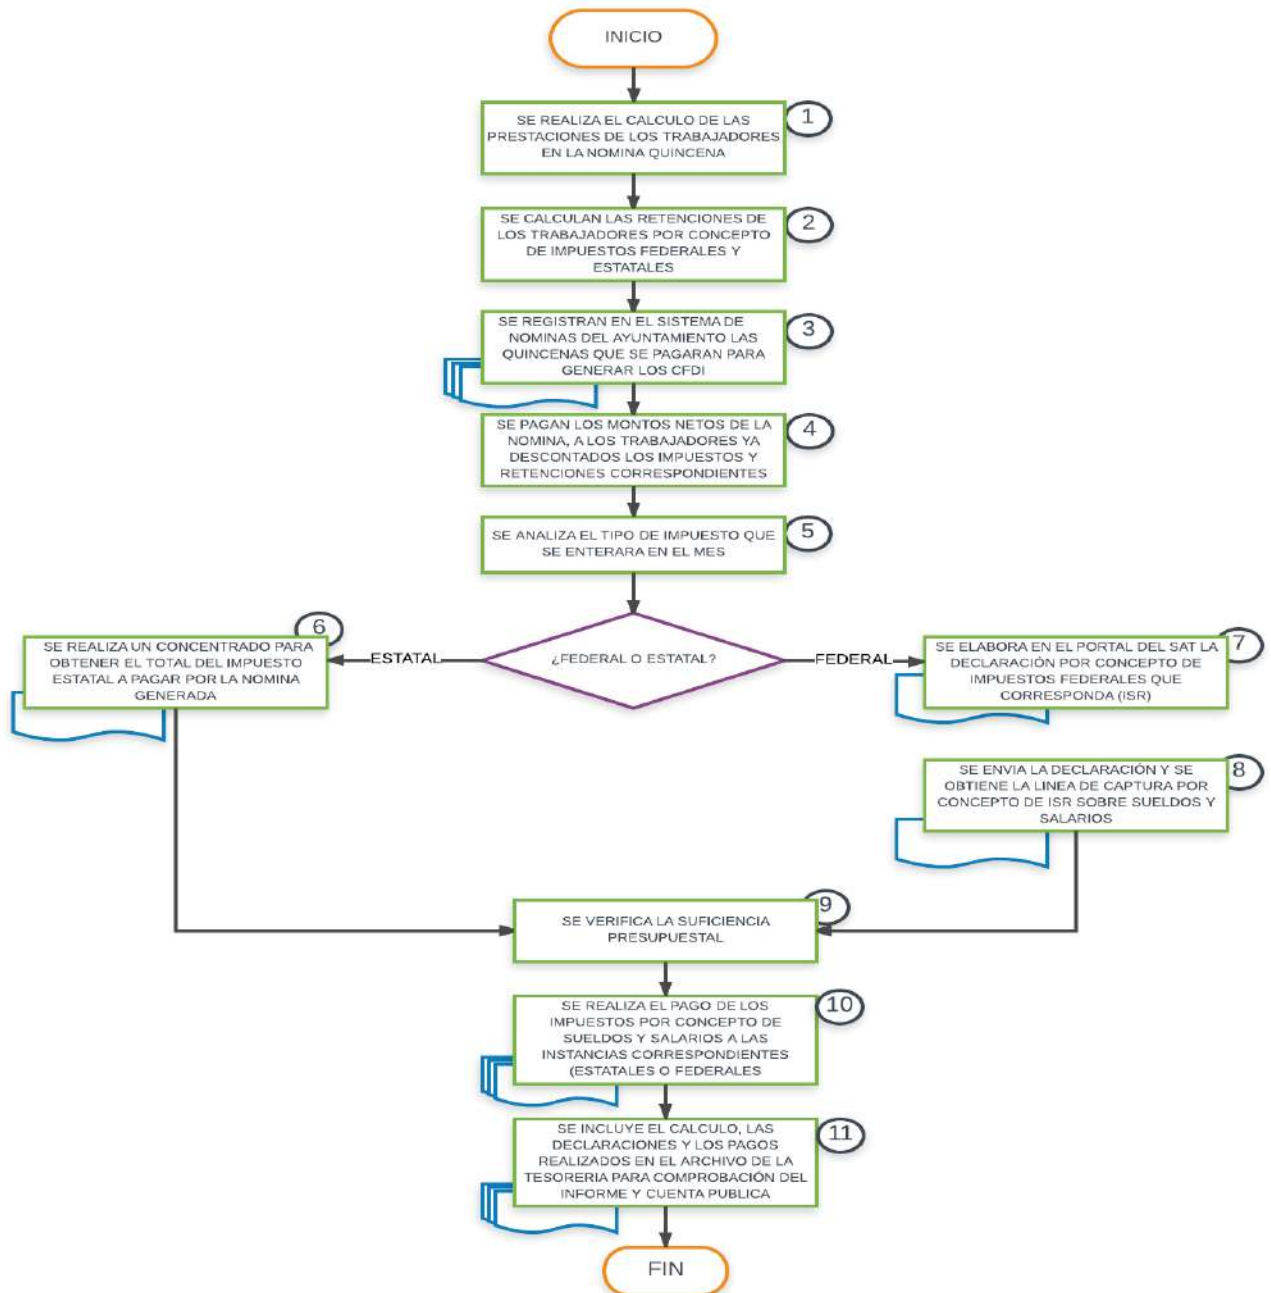 INICIO
1
SE REALIZA EL CALCULO DE LAS
PRESTACIONES DE LOS TRABAJADORES
EN LA NOMINA QUINCENA
2
SE CALCULAN LAS RETENCIONES DE
LOS TRABAJADORES POR CONCEPTO
DE IMPUESTOS FEDERALES Y
ESTATALES
3
SE REGISTRAN EN EL SISTEMA DE
NOMINAS DEL AYUNTAMIENTO LAS
QUINCENAS QUE SE PAGARAN PARA
GENERAR LOS CFDI
4
SE PAGAN LOS MONTOS NETOS DE LA
NOMINA, A LOS TRABAJADORES YA
DESCONTADOS LOS IMPUESTOS Y
RETENCIONES CORRESPONDIENTES
5
SE ANALIZA EL TIPO DE IMPUESTO QUE
SE ENTERARA EN EL MES
¿FEDERAL O ESTATAL?
ESTATAL
FEDERAL
6
SE REALIZA UN CONCENTRADO PARA
OBTENER EL TOTAL DEL IMPUESTO
ESTATAL A PAGAR POR LA NOMINA
GENERADA
7
SE ELABORA EN EL PORTAL DEL SAT LA
DECLARACIÓN POR CONCEPTO DE
IMPUESTOS FEDERALES QUE
CORRESPONDA (ISR)
8
SE ENVIA LA DECLARACIÓN Y SE
OBTIENE LA LINEA DE CAPTURA POR
CONCEPTO DE ISR SOBRE SUELDOS Y
SALARIOS
9
SE VERIFICA LA SUFICIENCIA
PRESUPUESTAL
10
SE REALIZA EL PAGO DE LOS
IMPUESTOS POR CONCEPTO DE
SUELDOS Y SALARIOS A LAS
INSTANCIAS CORRESPONDIENTES
(ESTATALES O FEDERALES
11
SE INCLUYE EL CALCULO, LAS
DECLARACIONES Y LOS PAGOS
REALIZADOS EN EL ARCHIVO DE LA
TESORERIA PARA COMPROBACIÓN DEL
INFORME Y CUENTA PUBLICA
FIN